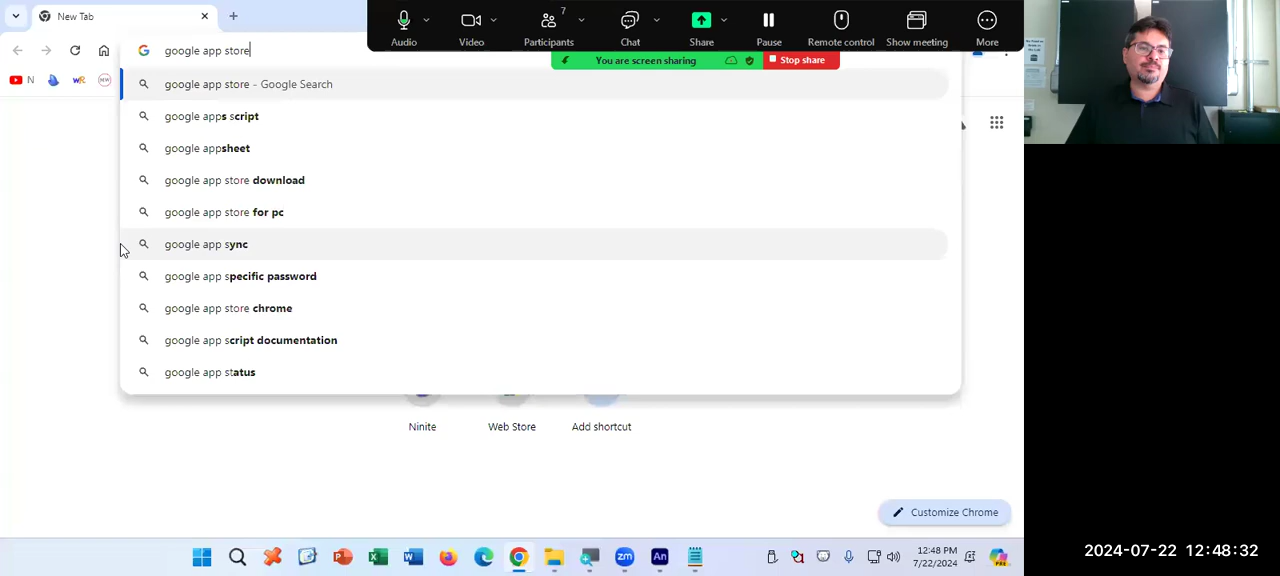 New Tab
7
Audio
Video
Participants
Chat
Share
Pause
Remote control
Show meeting
More
google app store
You are screen sharing
Stop share
N
wR
google app store - Google Search
google apps script
google appsheet
google app store download
google app store for pc
google app sync
google app specific password
google app store chrome
google app script documentation
google app status
Ninite
Web Store
Add shortcut
Customize Chrome
zm
An
12:48 PM
7/22/2024
PRE
2024-07-22 12:48:32